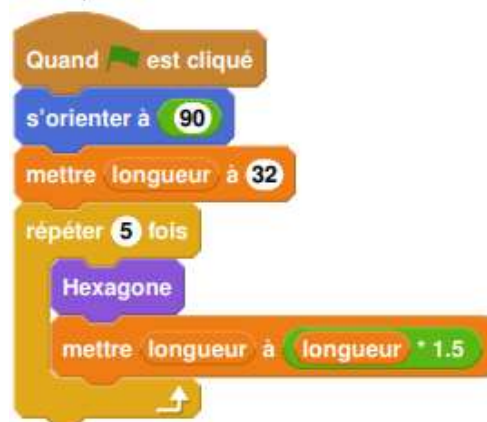 Quand est cliqué
s'orienter à 90
mettre longueur à 32
répéter 5 fois
Hexagone
mettre longueur à longueur * 1.5